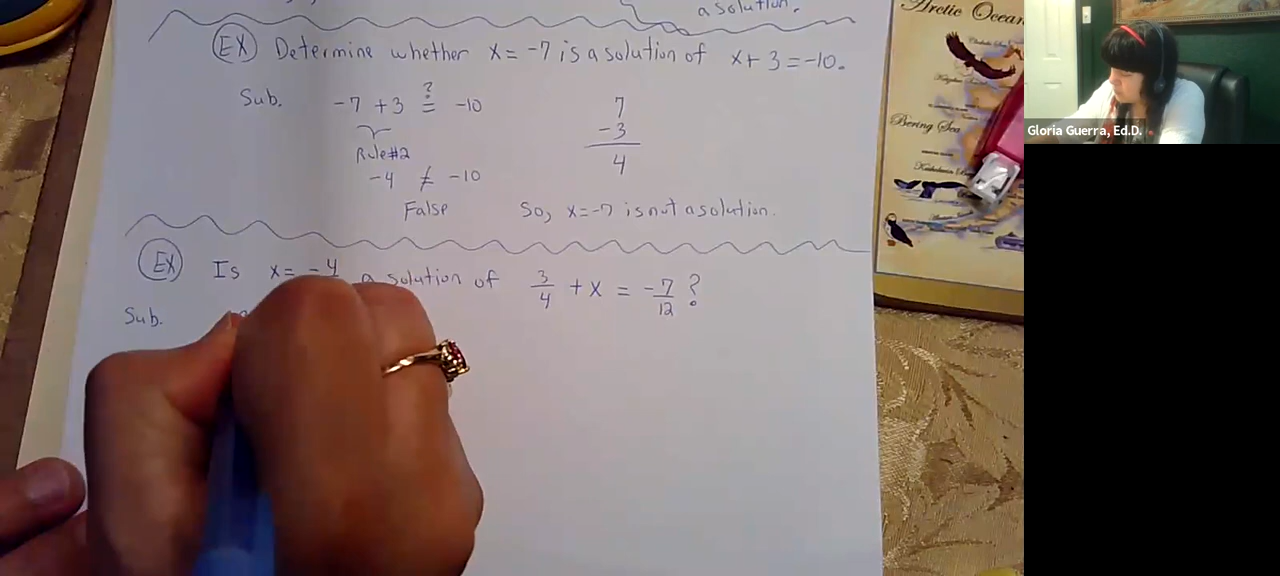 a solution.
EX Determine whether x = -7 is a solution of x + 3 = -10.
Sub. -7 + 3 ≟ -10
Rule #2
-4 ≠ -10
False
7
-3
4
So, x = -7 is not a solution.
EX Is x = -4 a solution of 3/4 + x = -7/12 ?
Sub.
Arctic Ocean
Bering Sea
Gloria Guerra, Ed.D.